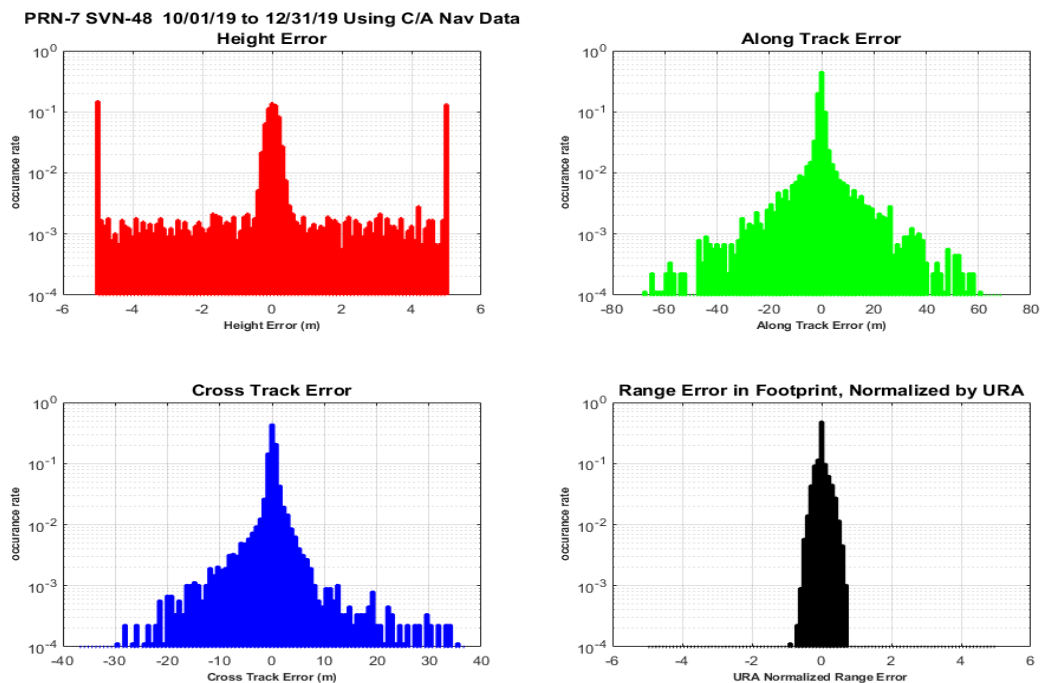 PRN-7 SVN-48 10/01/19 to 12/31/19 Using C/A Nav Data
Height Error
10^0
10^-1
10^-2
10^-3
10^-4
occurance rate
-6 -4 -2 0 2 4 6
Height Error (m)
Along Track Error
10^0
10^-1
10^-2
10^-3
10^-4
occurance rate
-80 -60 -40 -20 0 20 40 60 80
Along Track Error (m)
Cross Track Error
10^0
10^-1
10^-2
10^-3
10^-4
occurance rate
-40 -30 -20 -10 0 10 20 30 40
Cross Track Error (m)
Range Error in Footprint, Normalized by URA
10^0
10^-1
10^-2
10^-3
10^-4
occurance rate
-6 -4 -2 0 2 4 6
URA Normalized Range Error